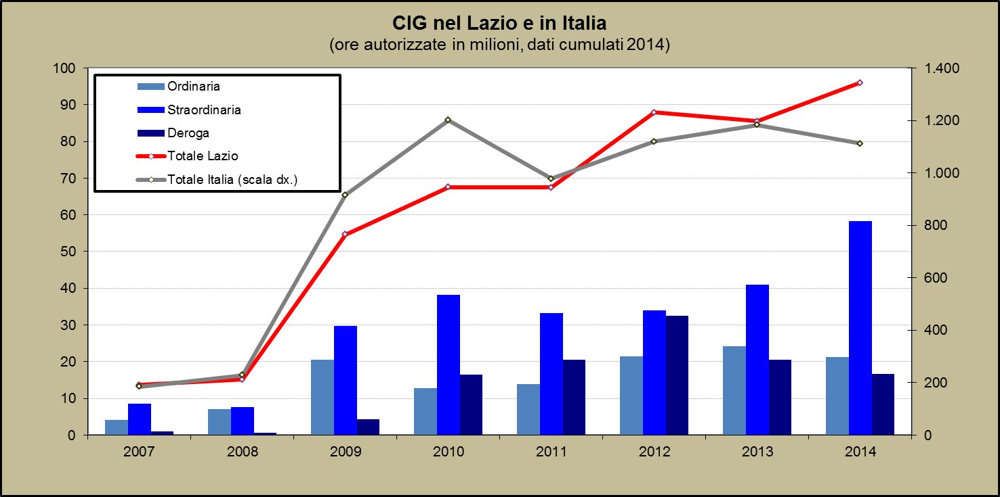 CIG nel Lazio e in Italia
(ore autorizzate in milioni, dati cumulati 2014)
100
90
80
70
60
50
40
30
20
10
0
Ordinaria
Straordinaria
Deroga
Totale Lazio
Totale Italia (scala dx.)
1.400
1.200
1.000
800
600
400
200
0
2007 2008 2009 2010 2011 2012 2013 2014